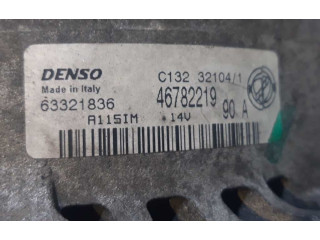 DENSO C132 32104/1
Made in Italy
63321836 46782219
A115IM 14V 90 A